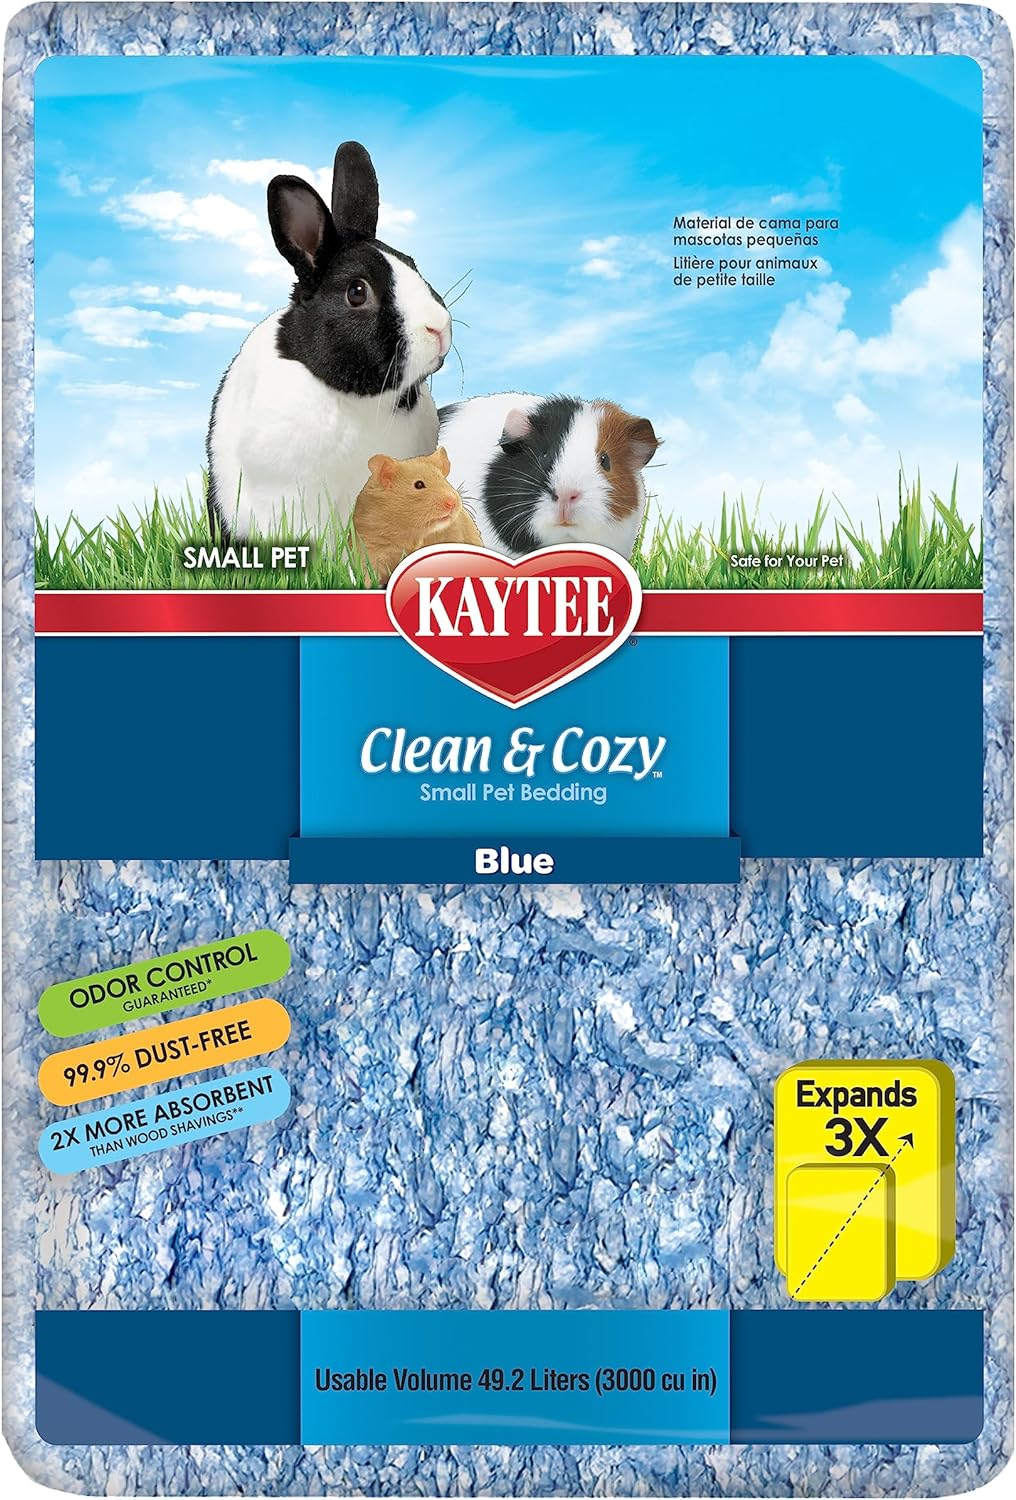 Material de cama para
mascotas pequeñas
Litière pour animaux
de petite taille
SMALL PET
Safe for Your Pet
KAYTEE®
Clean & Cozy™
Small Pet Bedding
Blue
ODOR CONTROL
GUARANTEED*
99.9% DUST-FREE
2X MORE ABSORBENT
THAN WOOD SHAVINGS**
Expands
3X
Usable Volume 49.2 Liters (3000 cu in)